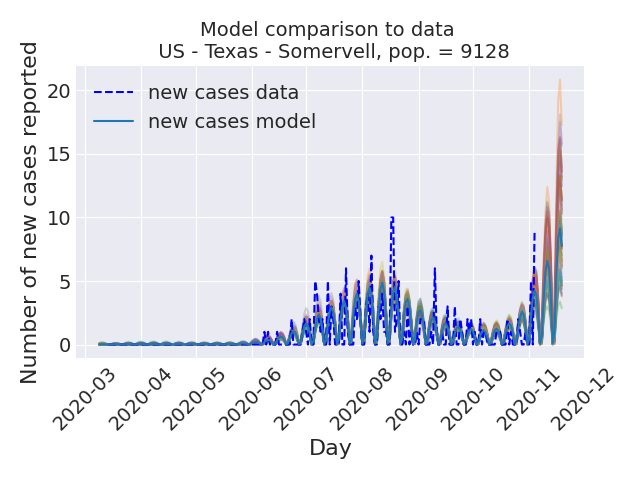 Model comparison to data
US - Texas - Somervell, pop. = 9128
Number of new cases reported
20
15
10
5
0
new cases data
new cases model
2020-03
2020-04
2020-05
2020-06
2020-07
2020-08
2020-09
2020-10
2020-11
2020-12
Day